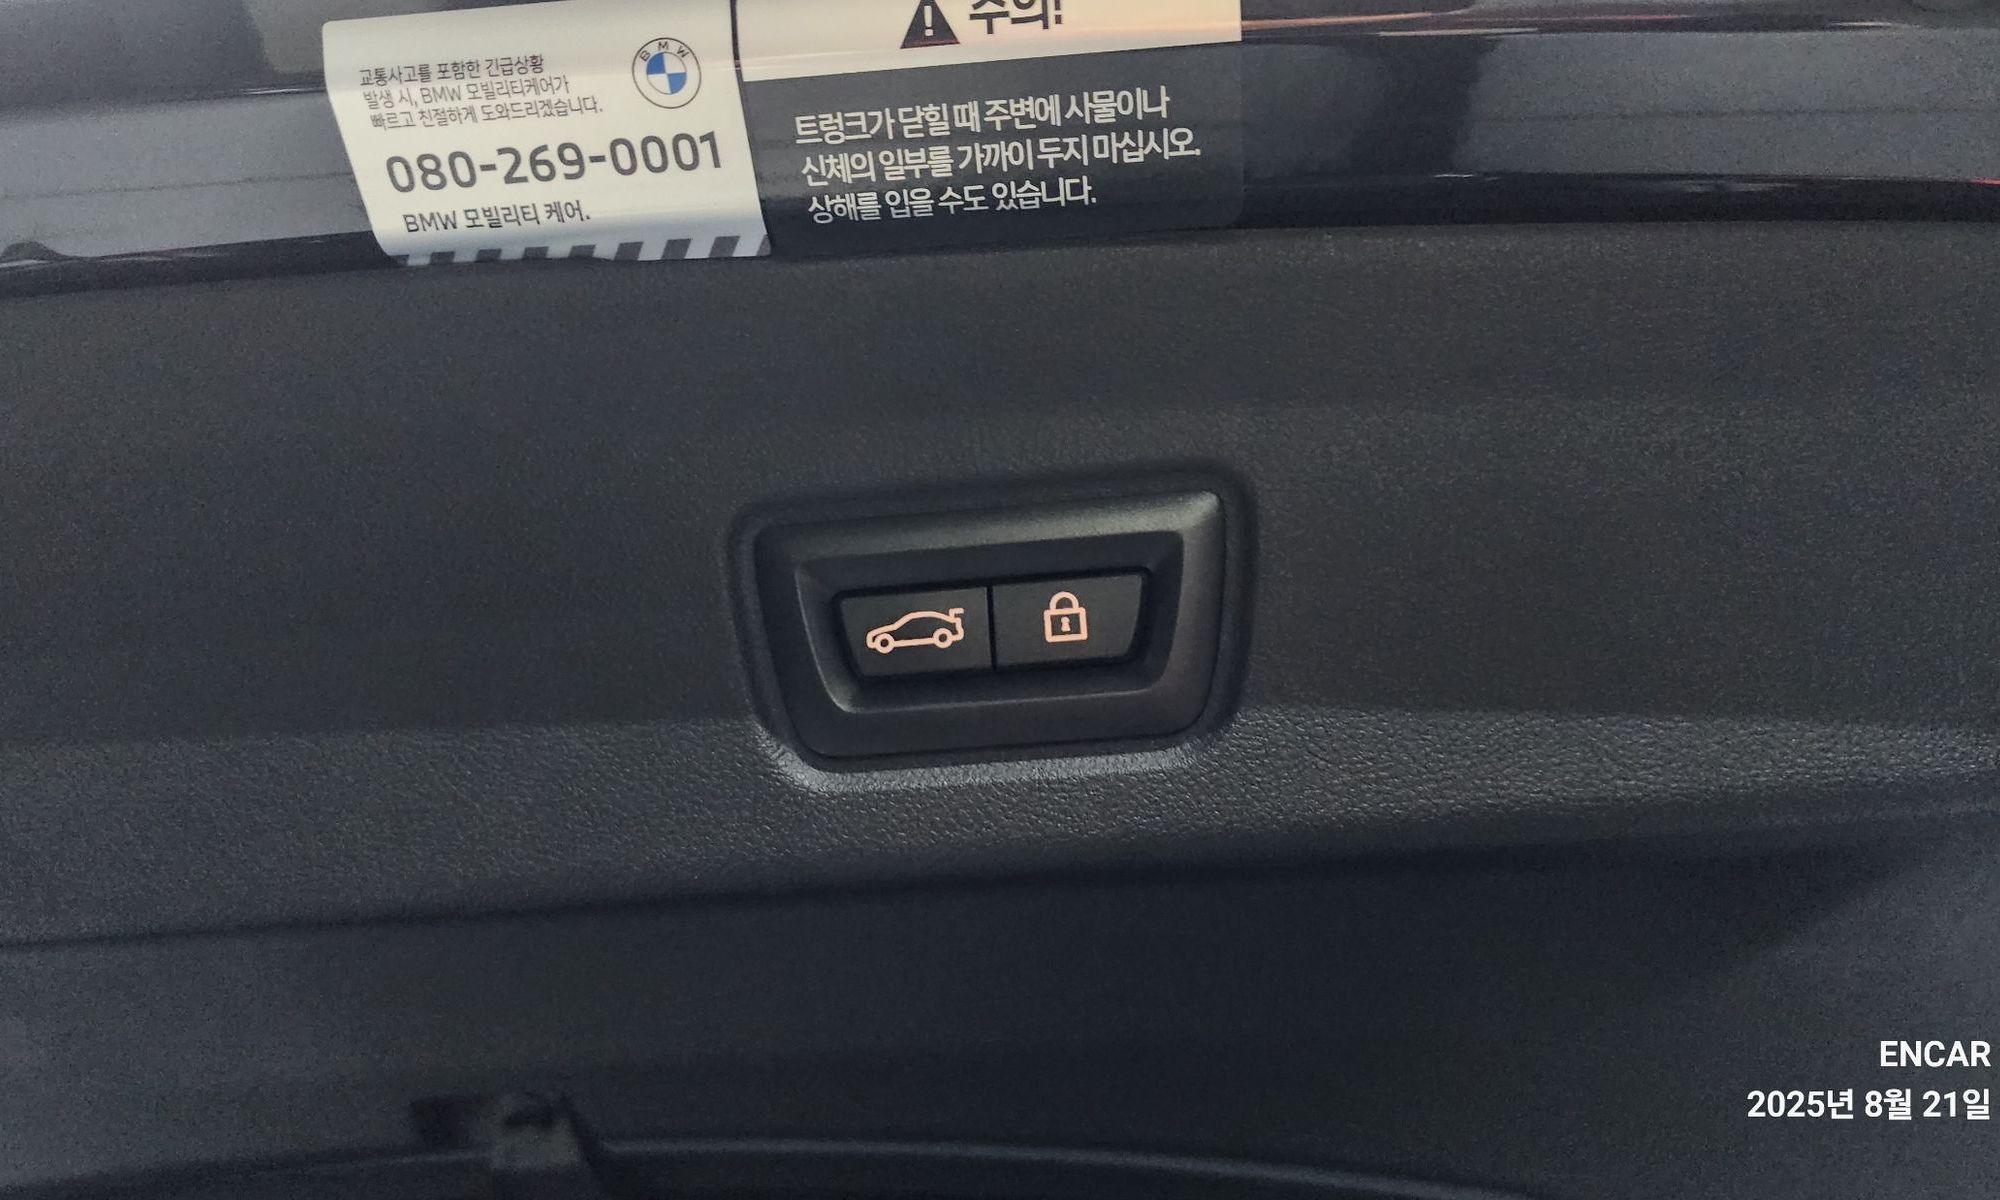 교통사고를 포함한 긴급상황
발생 시, BMW 모빌리티케어가
빠르고 친절하게 도와드리겠습니다.
BMW
080-269-0001
BMW 모빌리티 케어.
주의!
트렁크가 닫힐 때 주변에 사물이나
신체의 일부를 가까이 두지 마십시오.
상해를 입을 수도 있습니다.
ENCAR
2025년 8월 21일